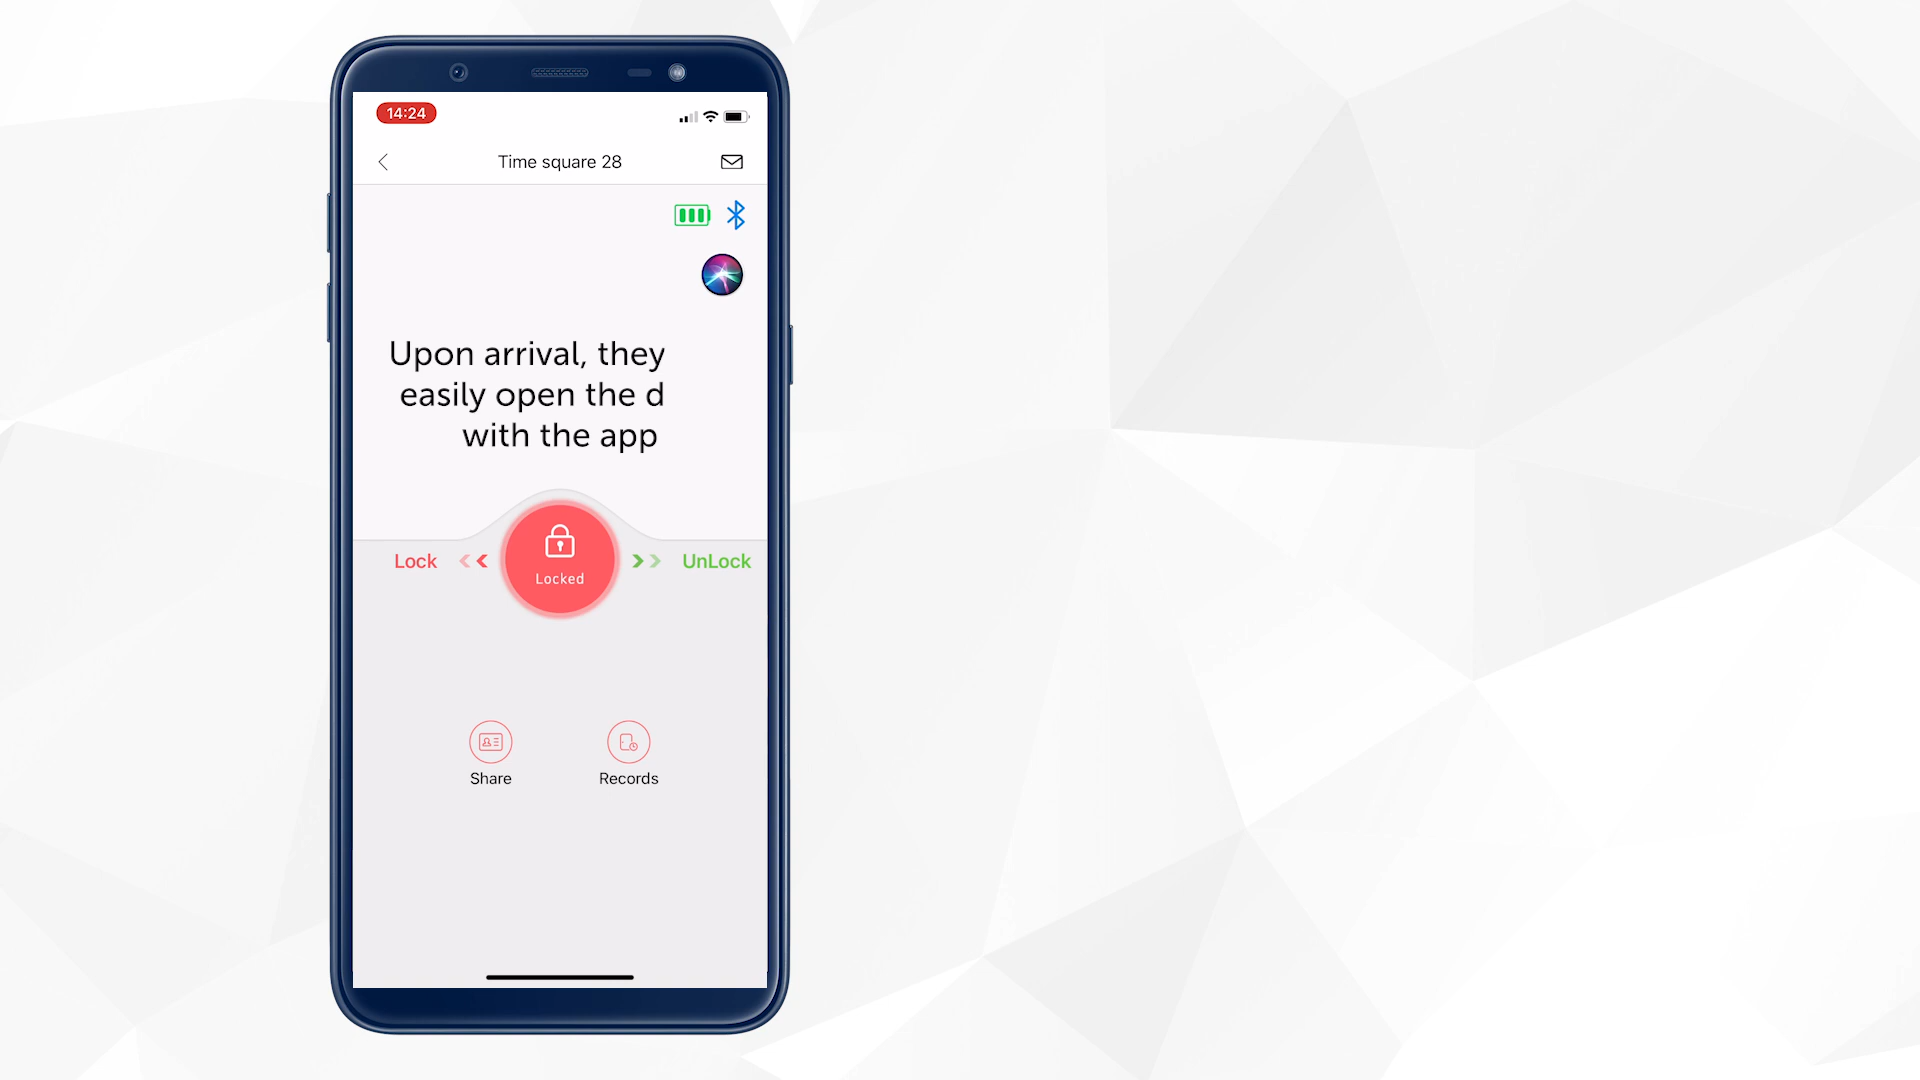 14:24
Time square 28
Upon arrival, they
easily open the d
with the app
Lock
Locked
UnLock
Share
Records